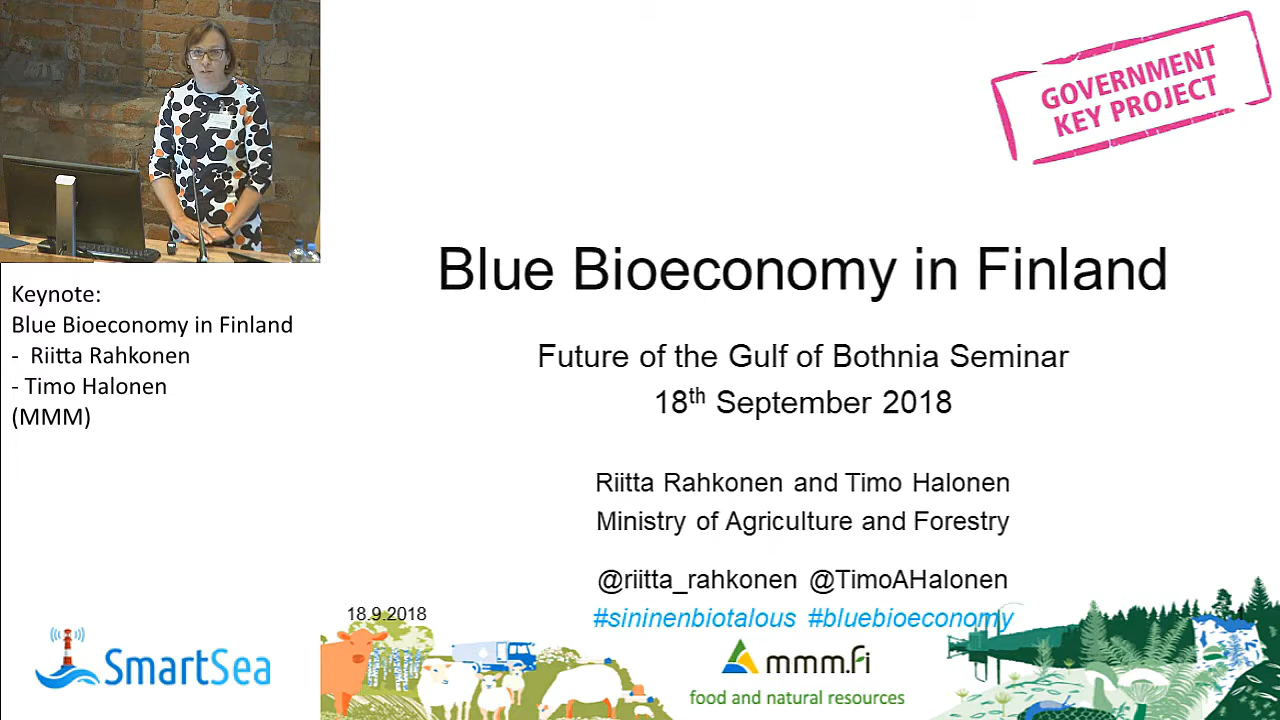 GOVERNMENT
KEY PROJECT
Blue Bioeconomy in Finland
Future of the Gulf of Bothnia Seminar
18th September 2018
Riitta Rahkonen and Timo Halonen
Ministry of Agriculture and Forestry
@riitta_rahkonen @TimoAHalonen
#sininenbiotalous #bluebioeconomy
18.9.2018
mmm.fi
food and natural resources
Keynote:
Blue Bioeconomy in Finland
- Riitta Rahkonen
- Timo Halonen
(MMM)
SmartSea